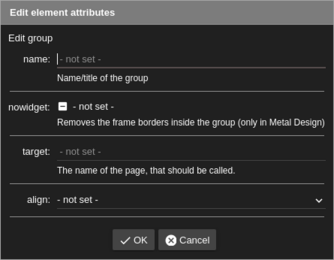 Edit element attributes
Edit group
name: - not set -
Name/title of the group
nowidget: - not set -
Removes the frame borders inside the group (only in Metal Design)
target: - not set -
The name of the page, that should be called.
align: - not set -
OK Cancel